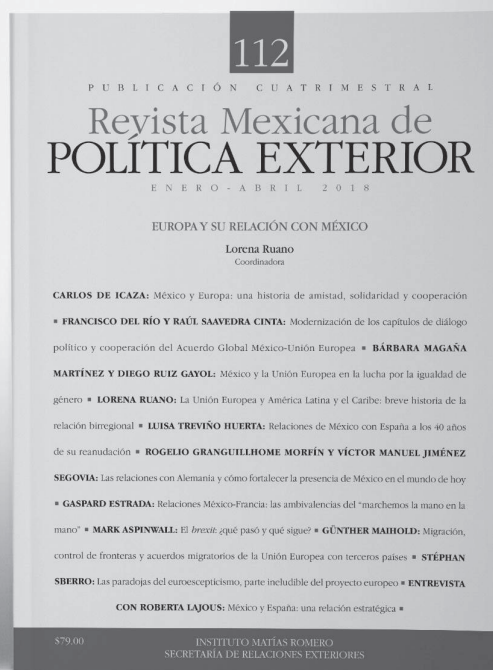 112
PUBLICACIÓN CUATRIMESTRAL
Revista Mexicana de
POLÍTICA EXTERIOR
ENERO-ABRIL 2018
EUROPA Y SU RELACIÓN CON MÉXICO
Lorena Ruano
Coordinadora
CARLOS DE ICAZA: México y Europa: una historia de amistad, solidaridad y cooperación
▪ FRANCISCO DEL RÍO Y RAÚL SAAVEDRA CINTA: Modernización de los capítulos de diálogo
político y cooperación del Acuerdo Global México-Unión Europea ▪ BÁRBARA MAGAÑA
MARTÍNEZ Y DIEGO RUIZ GAYOL: México y la Unión Europea en la lucha por la igualdad de
género ▪ LORENA RUANO: La Unión Europea y América Latina y el Caribe: breve historia de la
relación birregional ▪ LUISA TREVIÑO HUERTA: Relaciones de México con España a los 40 años
de su reanudación ▪ ROGELIO GRANGUILLHOME MORFÍN Y VÍCTOR MANUEL JIMÉNEZ
SEGOVIA: Las relaciones con Alemania y cómo fortalecer la presencia de México en el mundo de hoy
▪ GASPARD ESTRADA: Relaciones México-Francia: las ambivalencias del “marchemos la mano en la
mano” ▪ MARK ASPINWALL: El brexit: ¿qué pasó y qué sigue? ▪ GÜNTHER MAIHOLD: Migración,
control de fronteras y acuerdos migratorios de la Unión Europea con terceros países ▪ STÉPHAN
SBERRO: Las paradojas del euroescepticismo, parte ineludible del proyecto europeo ▪ ENTREVISTA
CON ROBERTA LAJOUS: México y España: una relación estratégica ▪
$79.00
INSTITUTO MATÍAS ROMERO
SECRETARÍA DE RELACIONES EXTERIORES